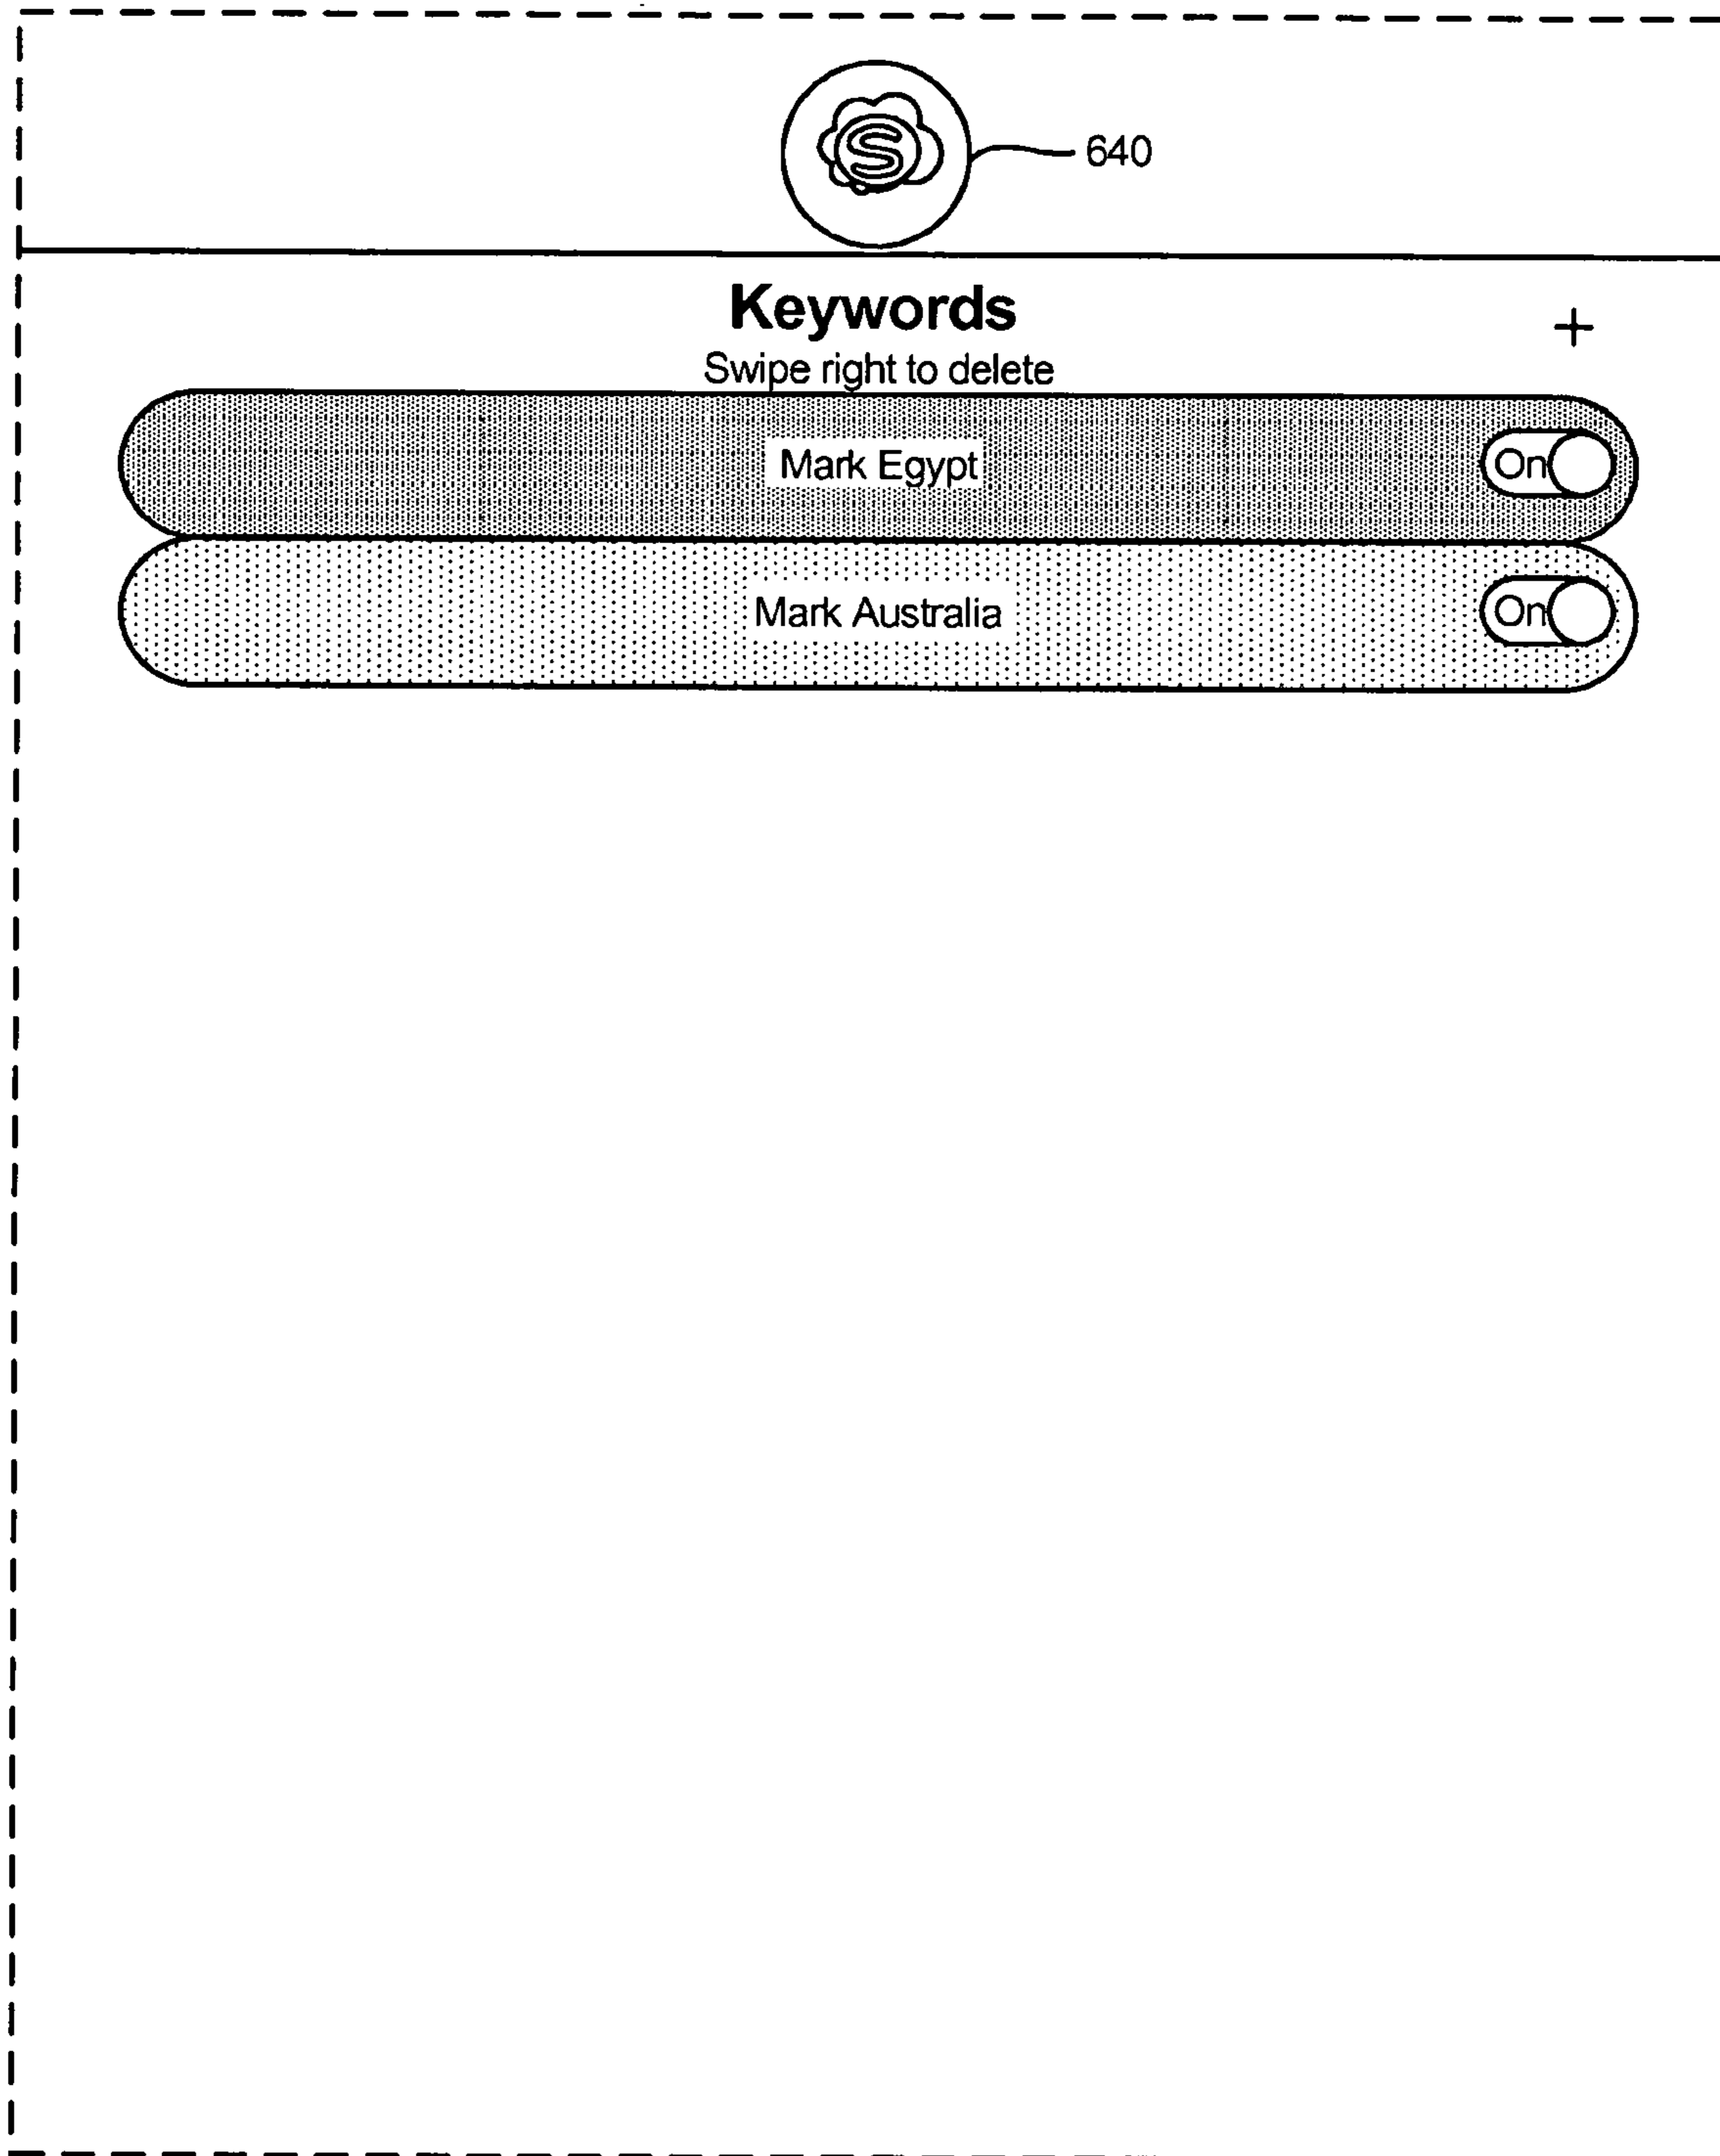 S
640
Keywords
+
Swipe right to delete
Mark Egypt
On
Mark Australia
On